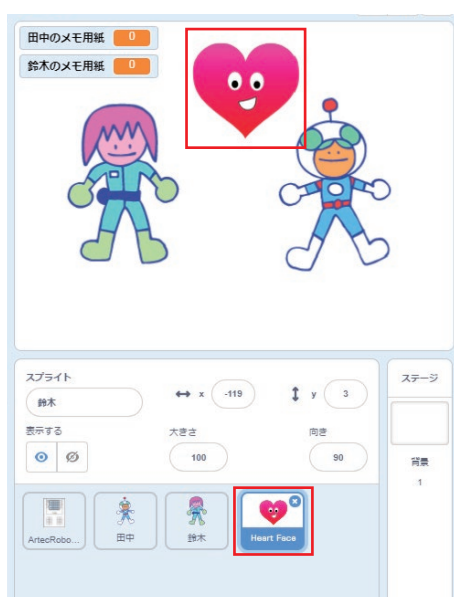 田中のメモ用紙 0
鈴木のメモ用紙 0
スプライト
鈴木
x -119
y 3
表示する
大きさ
100
向き
90
ステージ
背景
1
ArtecRobo...
田中
鈴木
Heart Face